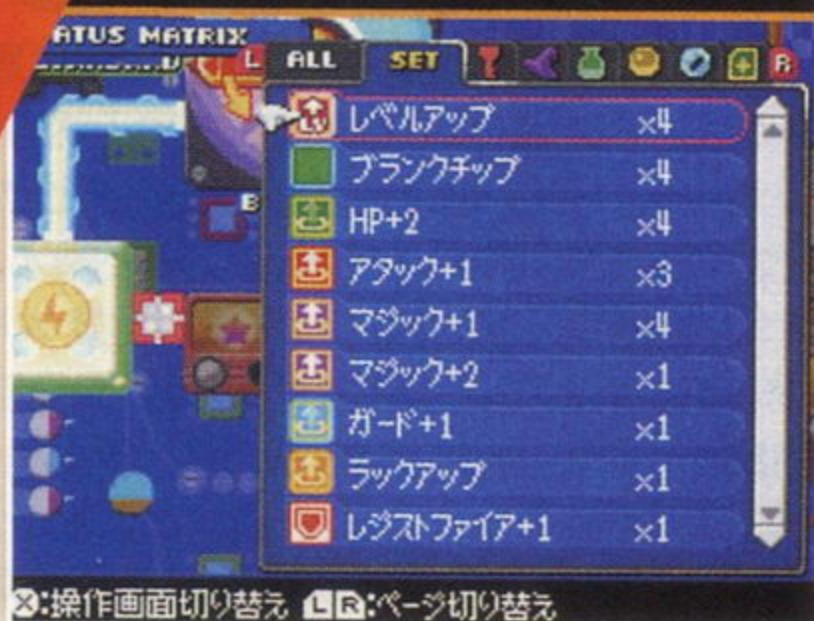 ATUS MATRIX
L ALL SET R
レベルアップ ×4
ブランクチップ ×4
HP+2 ×4
アタック+1 ×3
マジック+1 ×4
マジック+2 ×1
ガード+1 ×1
ラックアップ ×1
レジストファイア+1 ×1
X:操作画面切り替え L R:ページ切り替え